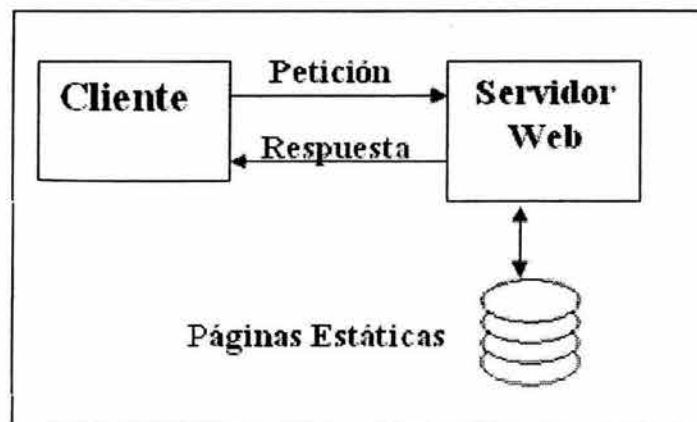 Cliente
Petición
Respuesta
Servidor
Web
Páginas Estáticas